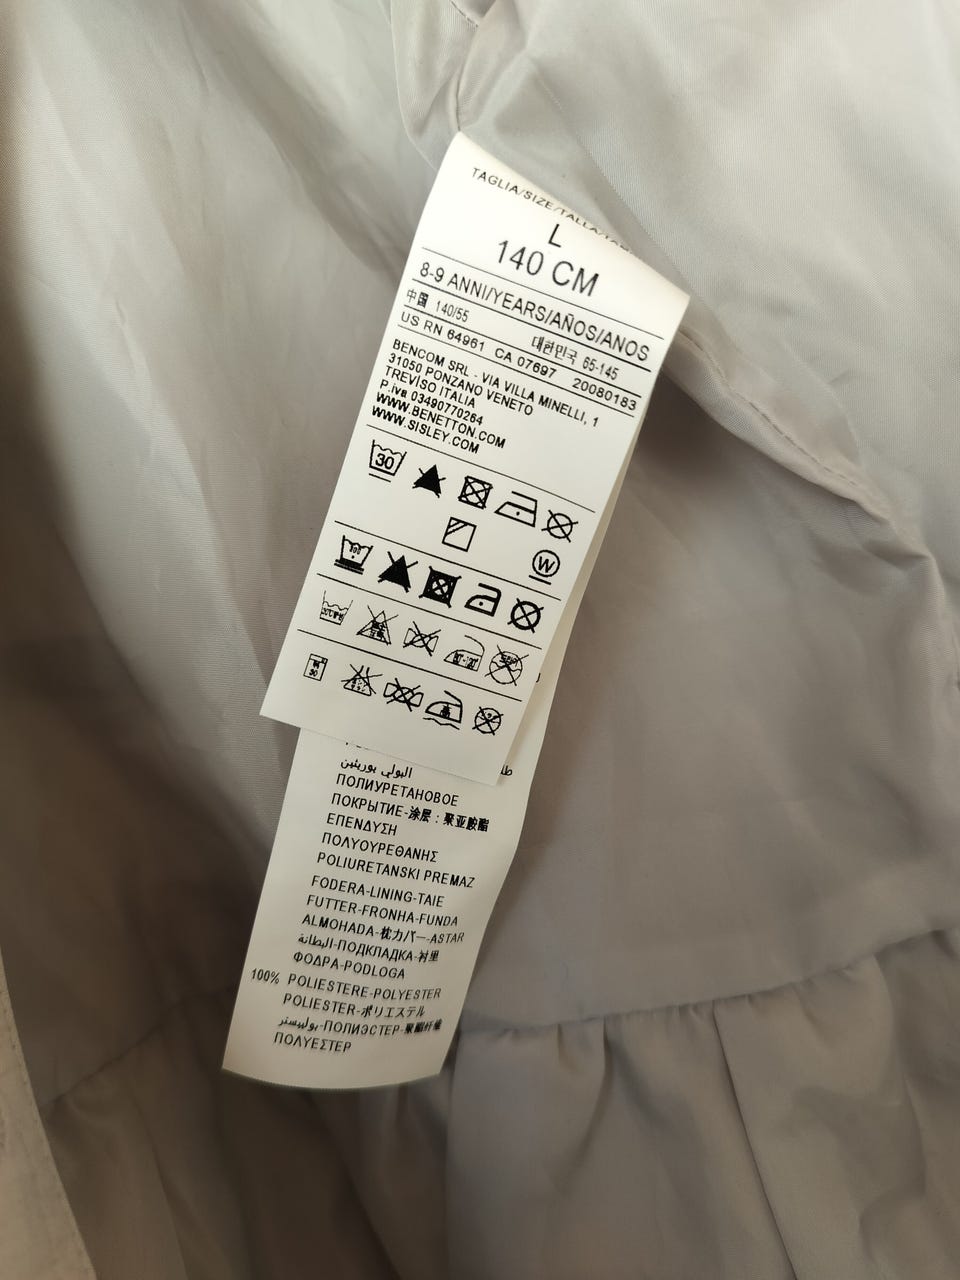 TAGLIA/SIZE/TALLA
L
140 CM
8-9 ANNI/YEARS/AÑOS/ANOS
中国 140/55 대한민국 65-145
US RN 64961 CA 07697 20080183
BENCOM SRL - VIA VILLA MINELLI, 1
31050 PONZANO VENETO
TREVISO ITALIA
P.iva 03490770264
WWW.BENETTON.COM
WWW.SISLEY.COM
30
W
البولي يوريثين
ПОЛИУРЕТАНОВОЕ
ПОКРЫТИЕ-涂层：聚亚胺酯
ΕΠΕΝΔΥΣΗ
ΠΟΛΥΟΥΡΕΘΑΝΗΣ
POLIURETANSKI PREMAZ
FODERA-LINING-TAIE
FUTTER-FRONHA-FUNDA
ALMOHADA-枕カバー-ASTAR
البطانة-ПОДКЛАДКА-衬里
ΦΟΔΡΑ-PODLOGA
100% POLIESTERE-POLYESTER
POLIESTER-ポリエステル
بوليستر-ПОЛИЭСТЕР-聚酯纤维
ΠΟΛΥΕΣΤΕΡ